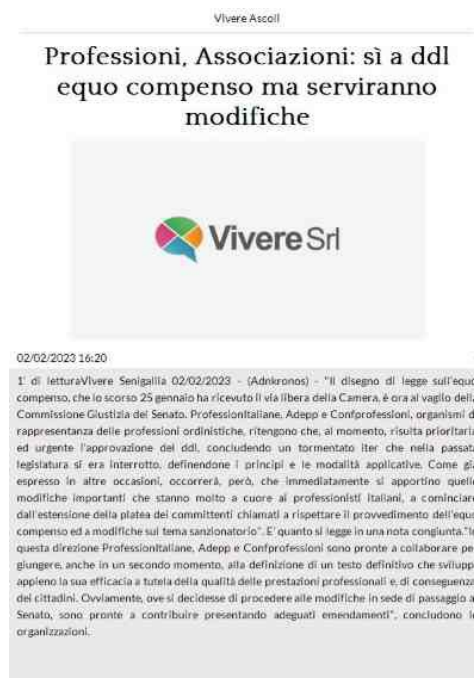 Vivere Ascoli
Professioni, Associazioni: sì a ddl
equo compenso ma serviranno
modifiche
Vivere Srl
02/02/2023 16:20
1' di letturaVivere Senigallia 02/02/2023 - (Adnkronos) - "Il disegno di legge sull'equo
compenso, che lo scorso 25 gennaio ha ricevuto il via libera della Camera, è ora al vaglio della
Commissione Giustizia del Senato. ProfessionItaliane, Adepp e Confprofessioni, organismi di
rappresentanza delle professioni ordinistiche, ritengono che, al momento, risulta prioritaria
ed urgente l'approvazione del ddl, concludendo un tormentato iter che nella passata
legislatura si era interrotto, definendone i principi e le modalità applicative. Come già
espresso in altre occasioni, occorrerà, però, che immediatamente si apportino quelle
modifiche importanti che stanno molto a cuore ai professionisti italiani, a cominciare
dall'estensione della platea dei committenti chiamati a rispettare il provvedimento dell'equo
compenso ed a modifiche sul tema sanzionatorio". E' quanto si legge in una nota congiunta."In
questa direzione ProfessionItaliane, Adepp e Confprofessioni sono pronte a collaborare per
giungere, anche in un secondo momento, alla definizione di un testo definitivo che sviluppi
appieno la sua efficacia a tutela della qualità delle prestazioni professionali e, di conseguenza,
dei cittadini. Ovviamente, ove si decidesse di procedere alle modifiche in sede di passaggio al
Senato, sono pronte a contribuire presentando adeguati emendamenti", concludono le
organizzazioni.